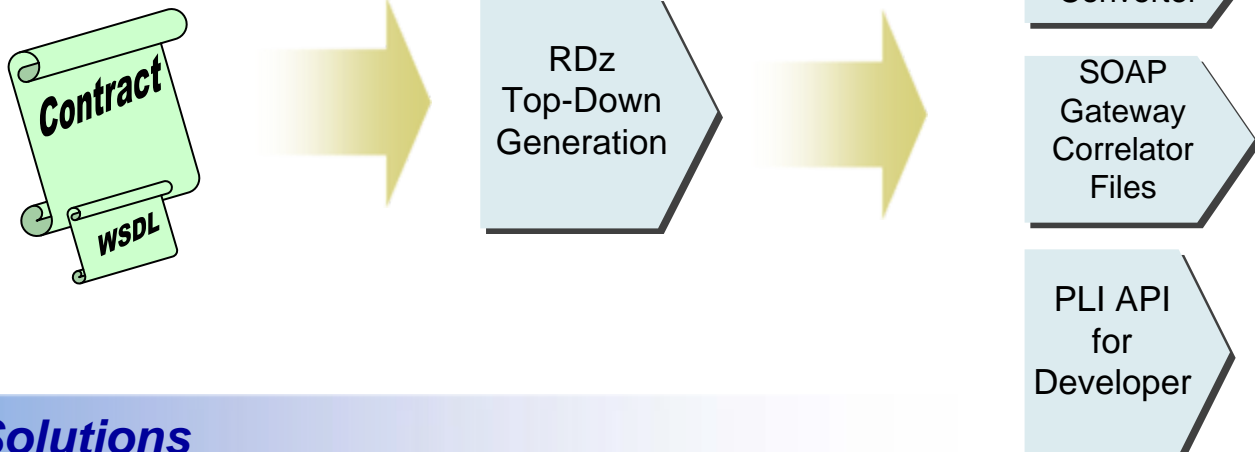 Contract
WSDL
RDz
Top-Down
Generation
SOAP
Gateway
Correlator
Files
PLI API
for
Developer
Solutions